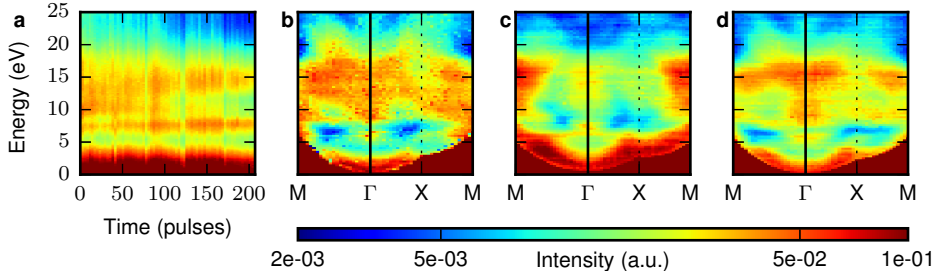 a b c d
25
20
15
10
5
0
Energy (eV)
0 50 100 150 200
Time (pulses)
M Γ X M
M Γ X M
M Γ X M
2e-03 5e-03 Intensity (a.u.) 5e-02 1e-01